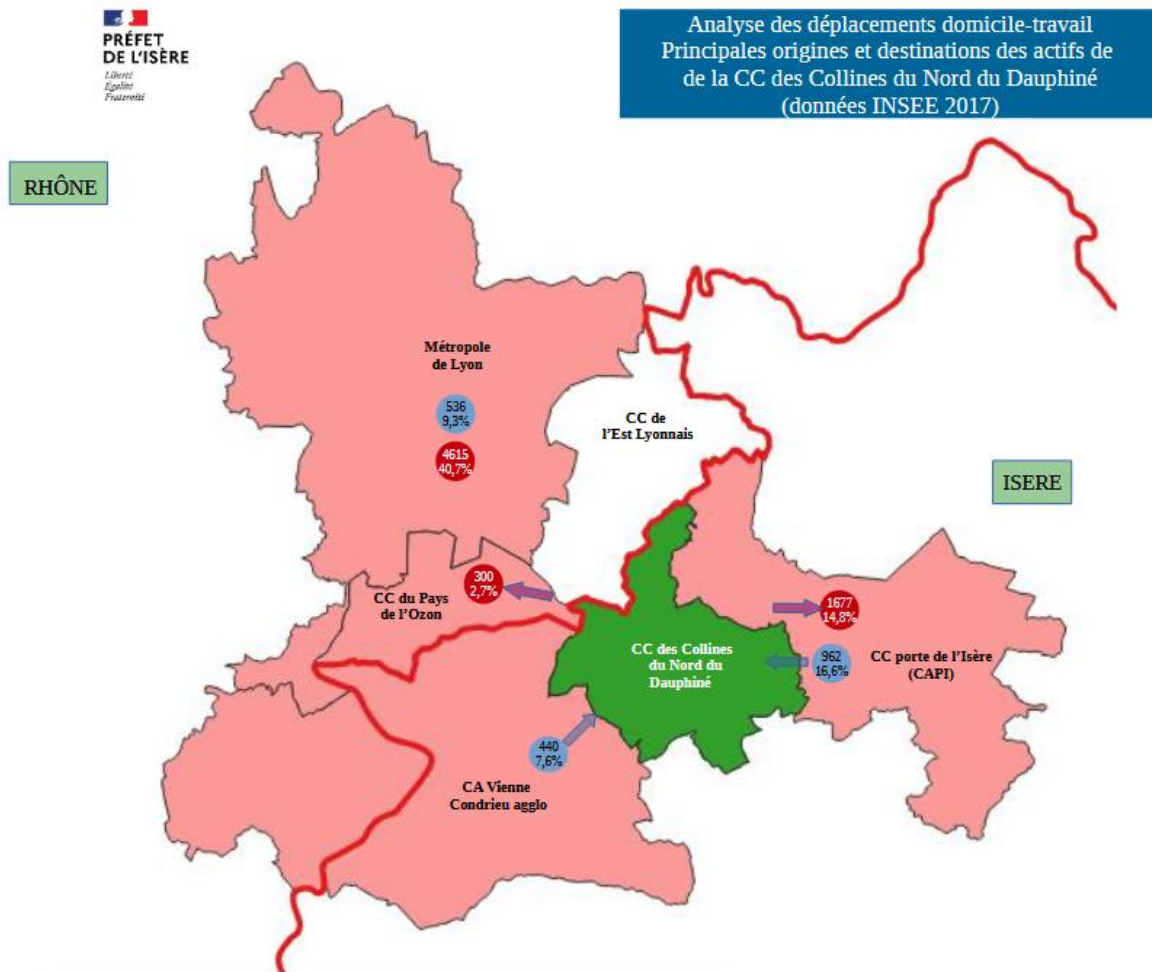 PRÉFET
DE L'ISÈRE
Liberté
Égalité
Fraternité
Analyse des déplacements domicile-travail
Principales origines et destinations des actifs de
de la CC des Collines du Nord du Dauphiné
(données INSEE 2017)
RHÔNE
Métropole
de Lyon
536
9,3%
4615
40,7%
CC de
l'Est Lyonnais
ISERE
CC du Pays
de l'Ozon
300
2,7%
1677
14,8%
CC des Collines
du Nord du
Dauphiné
962
16,6%
CC porte de l'Isère
(CAPI)
440
7,6%
CA Vienne
Condrieu agglo